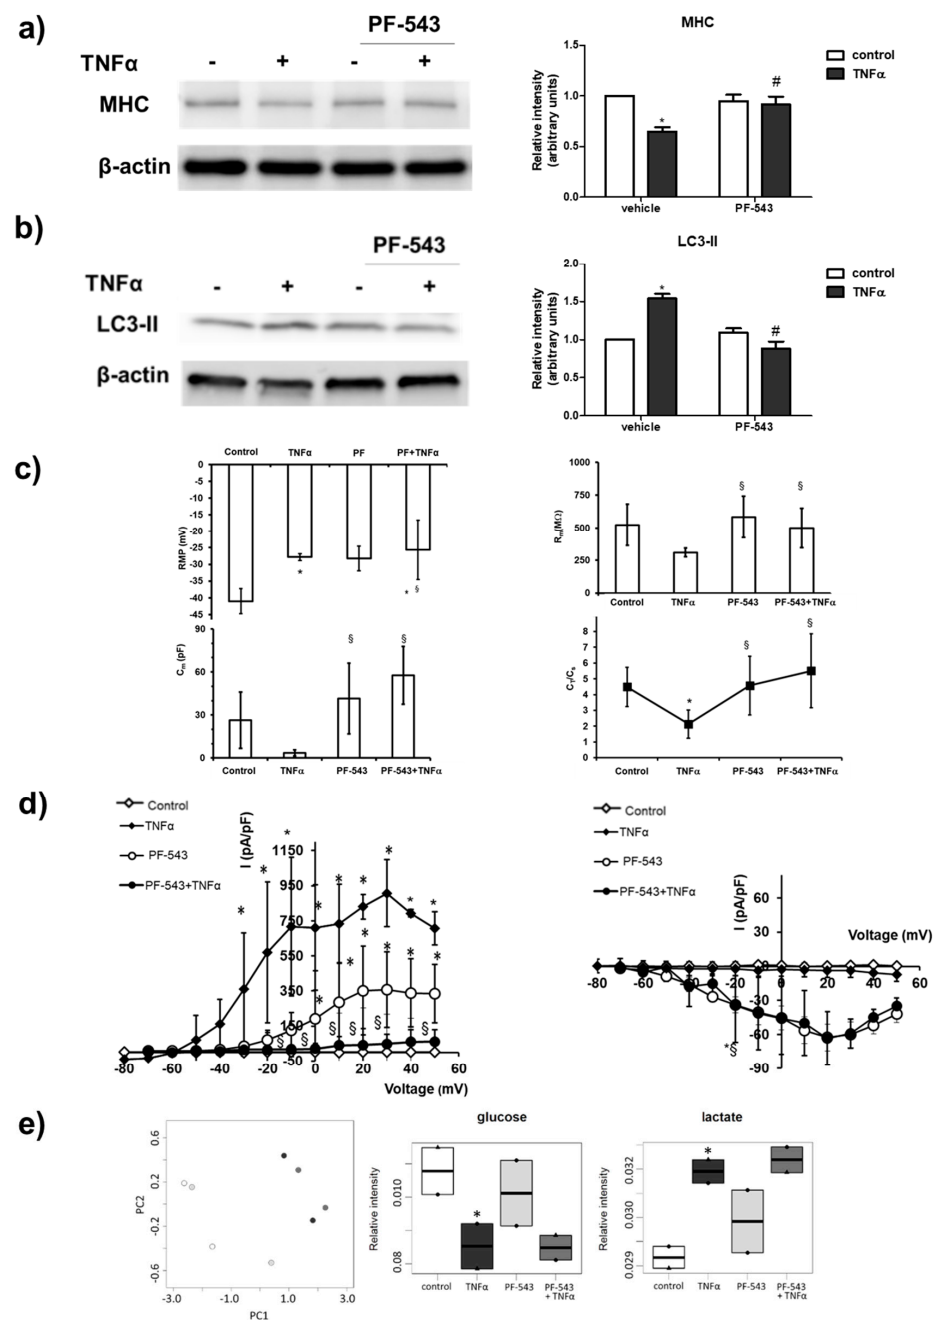 a)
PF-543
TNFα - + - +
MHC
β-actin
MHC
Relative intensity
(arbitrary units)
1.5
1.0
0.5
0.0
*
#
control
TNFα
vehicle PF-543
b)
PF-543
TNFα - + - +
LC3-II
β-actin
LC3-II
Relative intensity
(arbitrary units)
2.0
1.5
1.0
0.5
0.0
*
#
control
TNFα
vehicle PF-543
c)
Control TNFα PF PF+TNFα
RMP (mV)
0
-5
-10
-15
-20
-25
-30
-35
-40
-45
*
* §
Cm (pF)
90
60
30
0
§ §
Control TNFα PF-543 PF-543+TNFα
Rm/MΩ
1000
750
500
250
0
§ §
Control TNFα PF-543 PF-543+TNFα
CT/Cs
8
7
6
5
4
3
2
1
0
*
§
§
Control TNFα PF-543 PF-543+TNFα
d)
Control
TNFα
PF-543
PF-543+TNFα
I (pA/pF)
1150
950
750
550
350
150
-50
* * * * * * * * *
* * * * *
§ § § § § §
-80 -60 -40 -20 0 20 40 60
Voltage (mV)
Control
TNFα
PF-543
PF-543+TNFα
I (pA/pF)
60
30
0
-30
-60
-90
Voltage (mV)
-80 -60 -40 -20 0 20 40 60
*§
e)
PC2
0.6
0.2
-0.2
-0.6
-3.0 -1.0 1.0 3.0
PC1
glucose
Relative intensity
0.010
0.08
*
control TNFα PF-543 PF-543
+ TNFα
lactate
Relative intensity
0.032
0.030
0.029
*
control TNFα PF-543 PF-543
+ TNFα